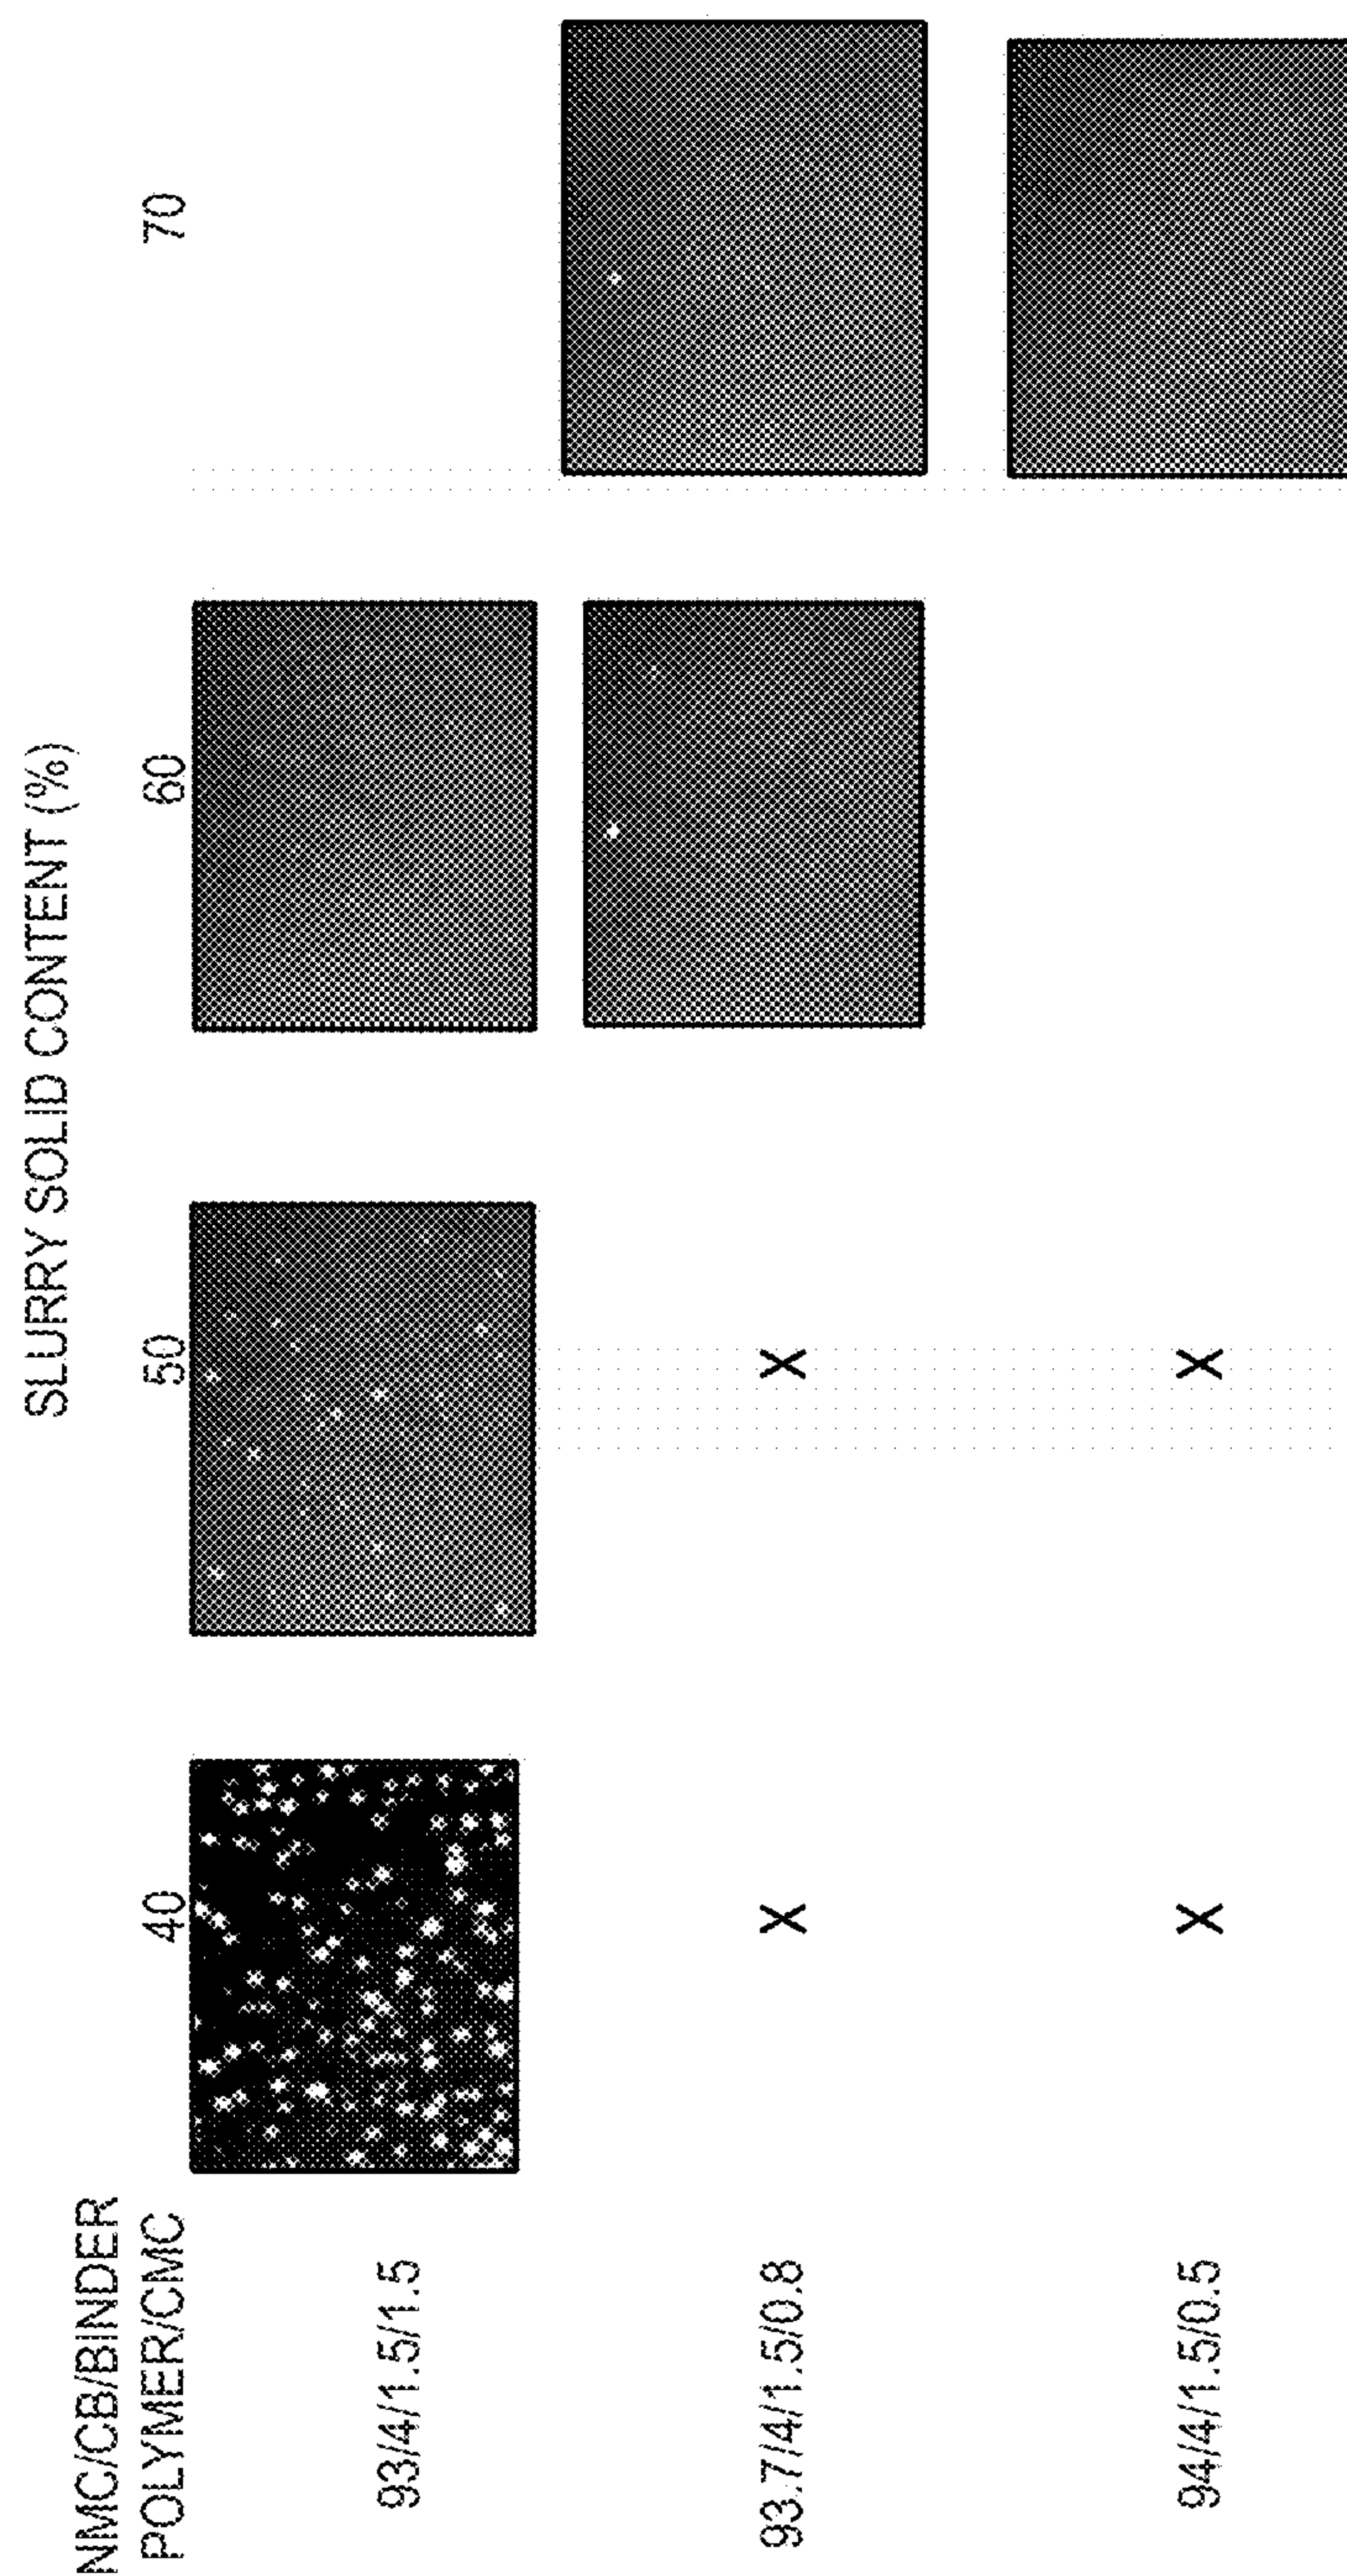 SLURRY SOLID CONTENT (%)
NMC/CB/BINDER
POLYMER/CMC
40
50
60
70
93/4/1.5/1.5
93.7/4/1.5/0.8
X
X
94/4/1.5/0.5
X
X